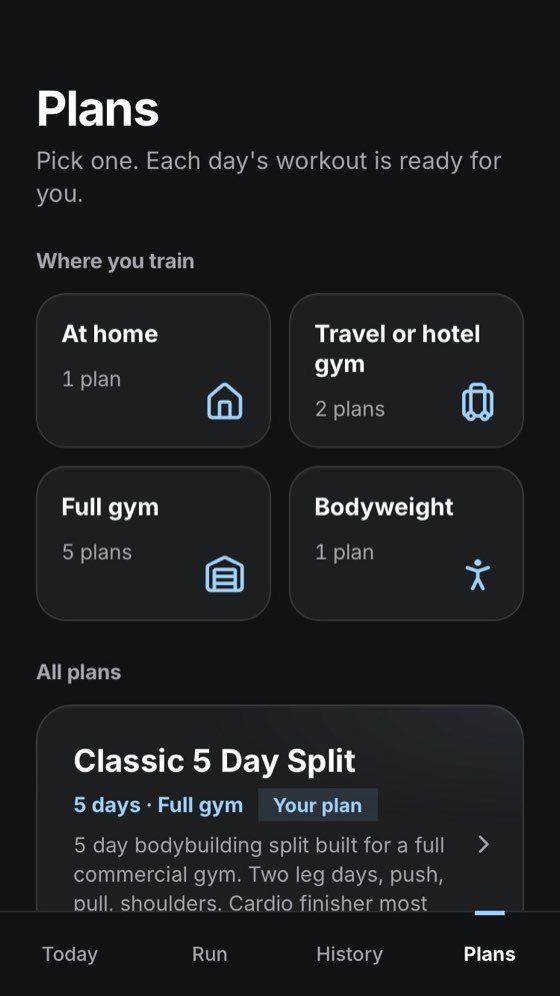 Plans
Pick one. Each day's workout is ready for
you.
Where you train
At home
1 plan
Travel or hotel
gym
2 plans
Full gym
5 plans
Bodyweight
1 plan
All plans
Classic 5 Day Split
5 days · Full gym
Your plan
5 day bodybuilding split built for a full
commercial gym. Two leg days, push,
pull, shoulders. Cardio finisher most
Today
Run
History
Plans